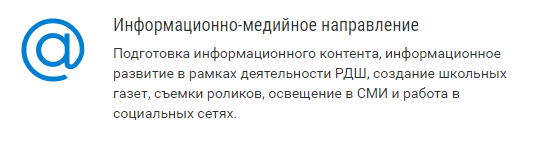 Информационно-медийное направление
Подготовка информационного контента, информационное
развитие в рамках деятельности РДШ, создание школьных
газет, съемки роликов, освещение в СМИ и работа в
социальных сетях.